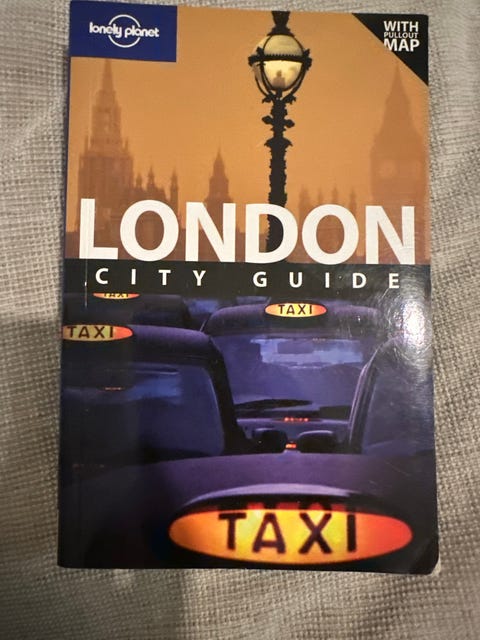 lonely planet
WITH
PULLOUT
MAP
LONDON
CITY GUIDE
TAXI
TAXI
TAXI
TAXI